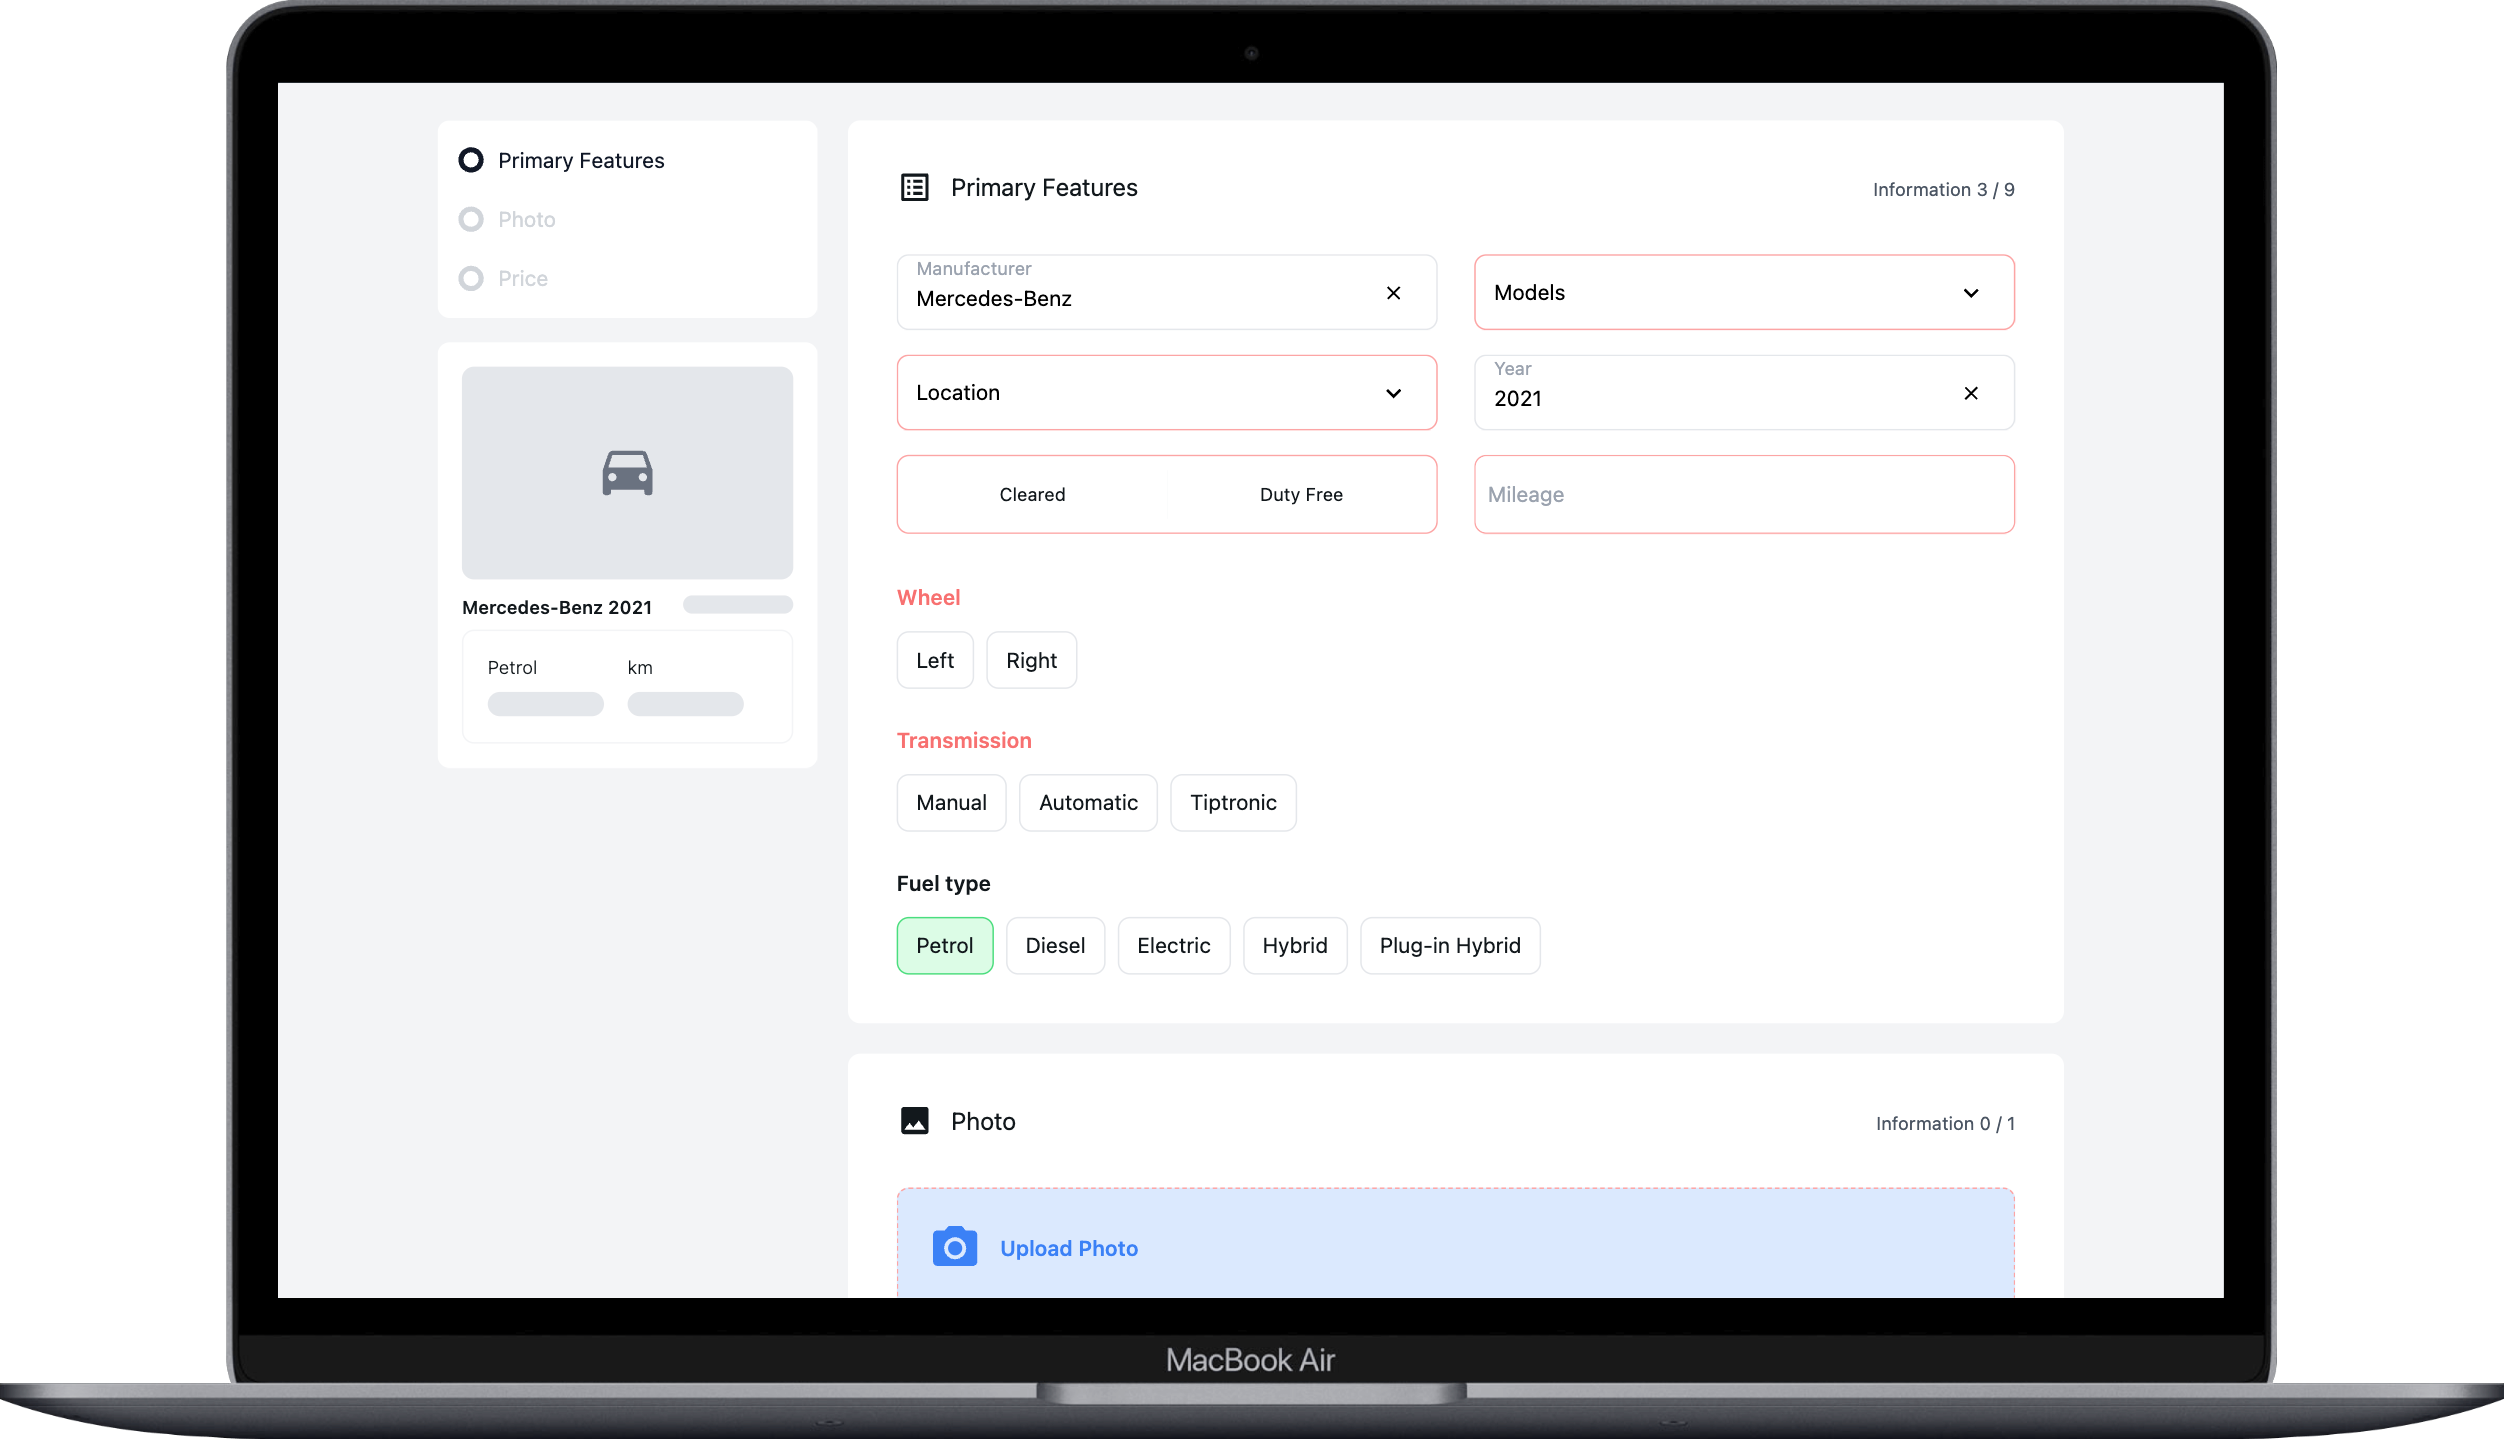 Primary Features
Photo
Price
Mercedes-Benz 2021
Petrol km
Primary Features
Information 3 / 9
Manufacturer
Mercedes-Benz
Models
Location
Year
2021
Cleared Duty Free
Mileage
Wheel
Left Right
Transmission
Manual Automatic Tiptronic
Fuel type
Petrol Diesel Electric Hybrid Plug-in Hybrid
Photo
Information 0 / 1
Upload Photo
MacBook Air